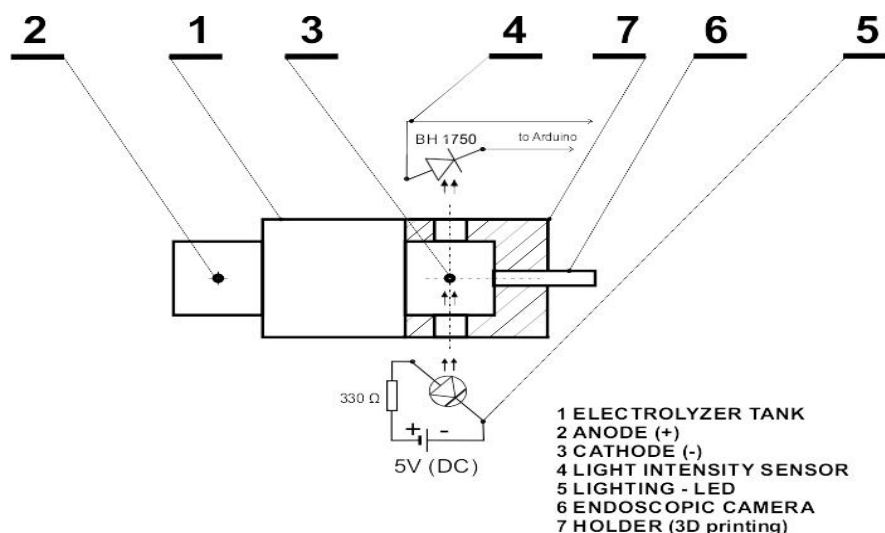 2 1 3 4 7 6 5
BH 1750
to Arduino
330 Ω
+ -
5V (DC)
1 ELECTROLYZER TANK
2 ANODE (+)
3 CATHODE (-)
4 LIGHT INTENSITY SENSOR
5 LIGHTING - LED
6 ENDOSCOPIC CAMERA
7 HOLDER (3D printing)